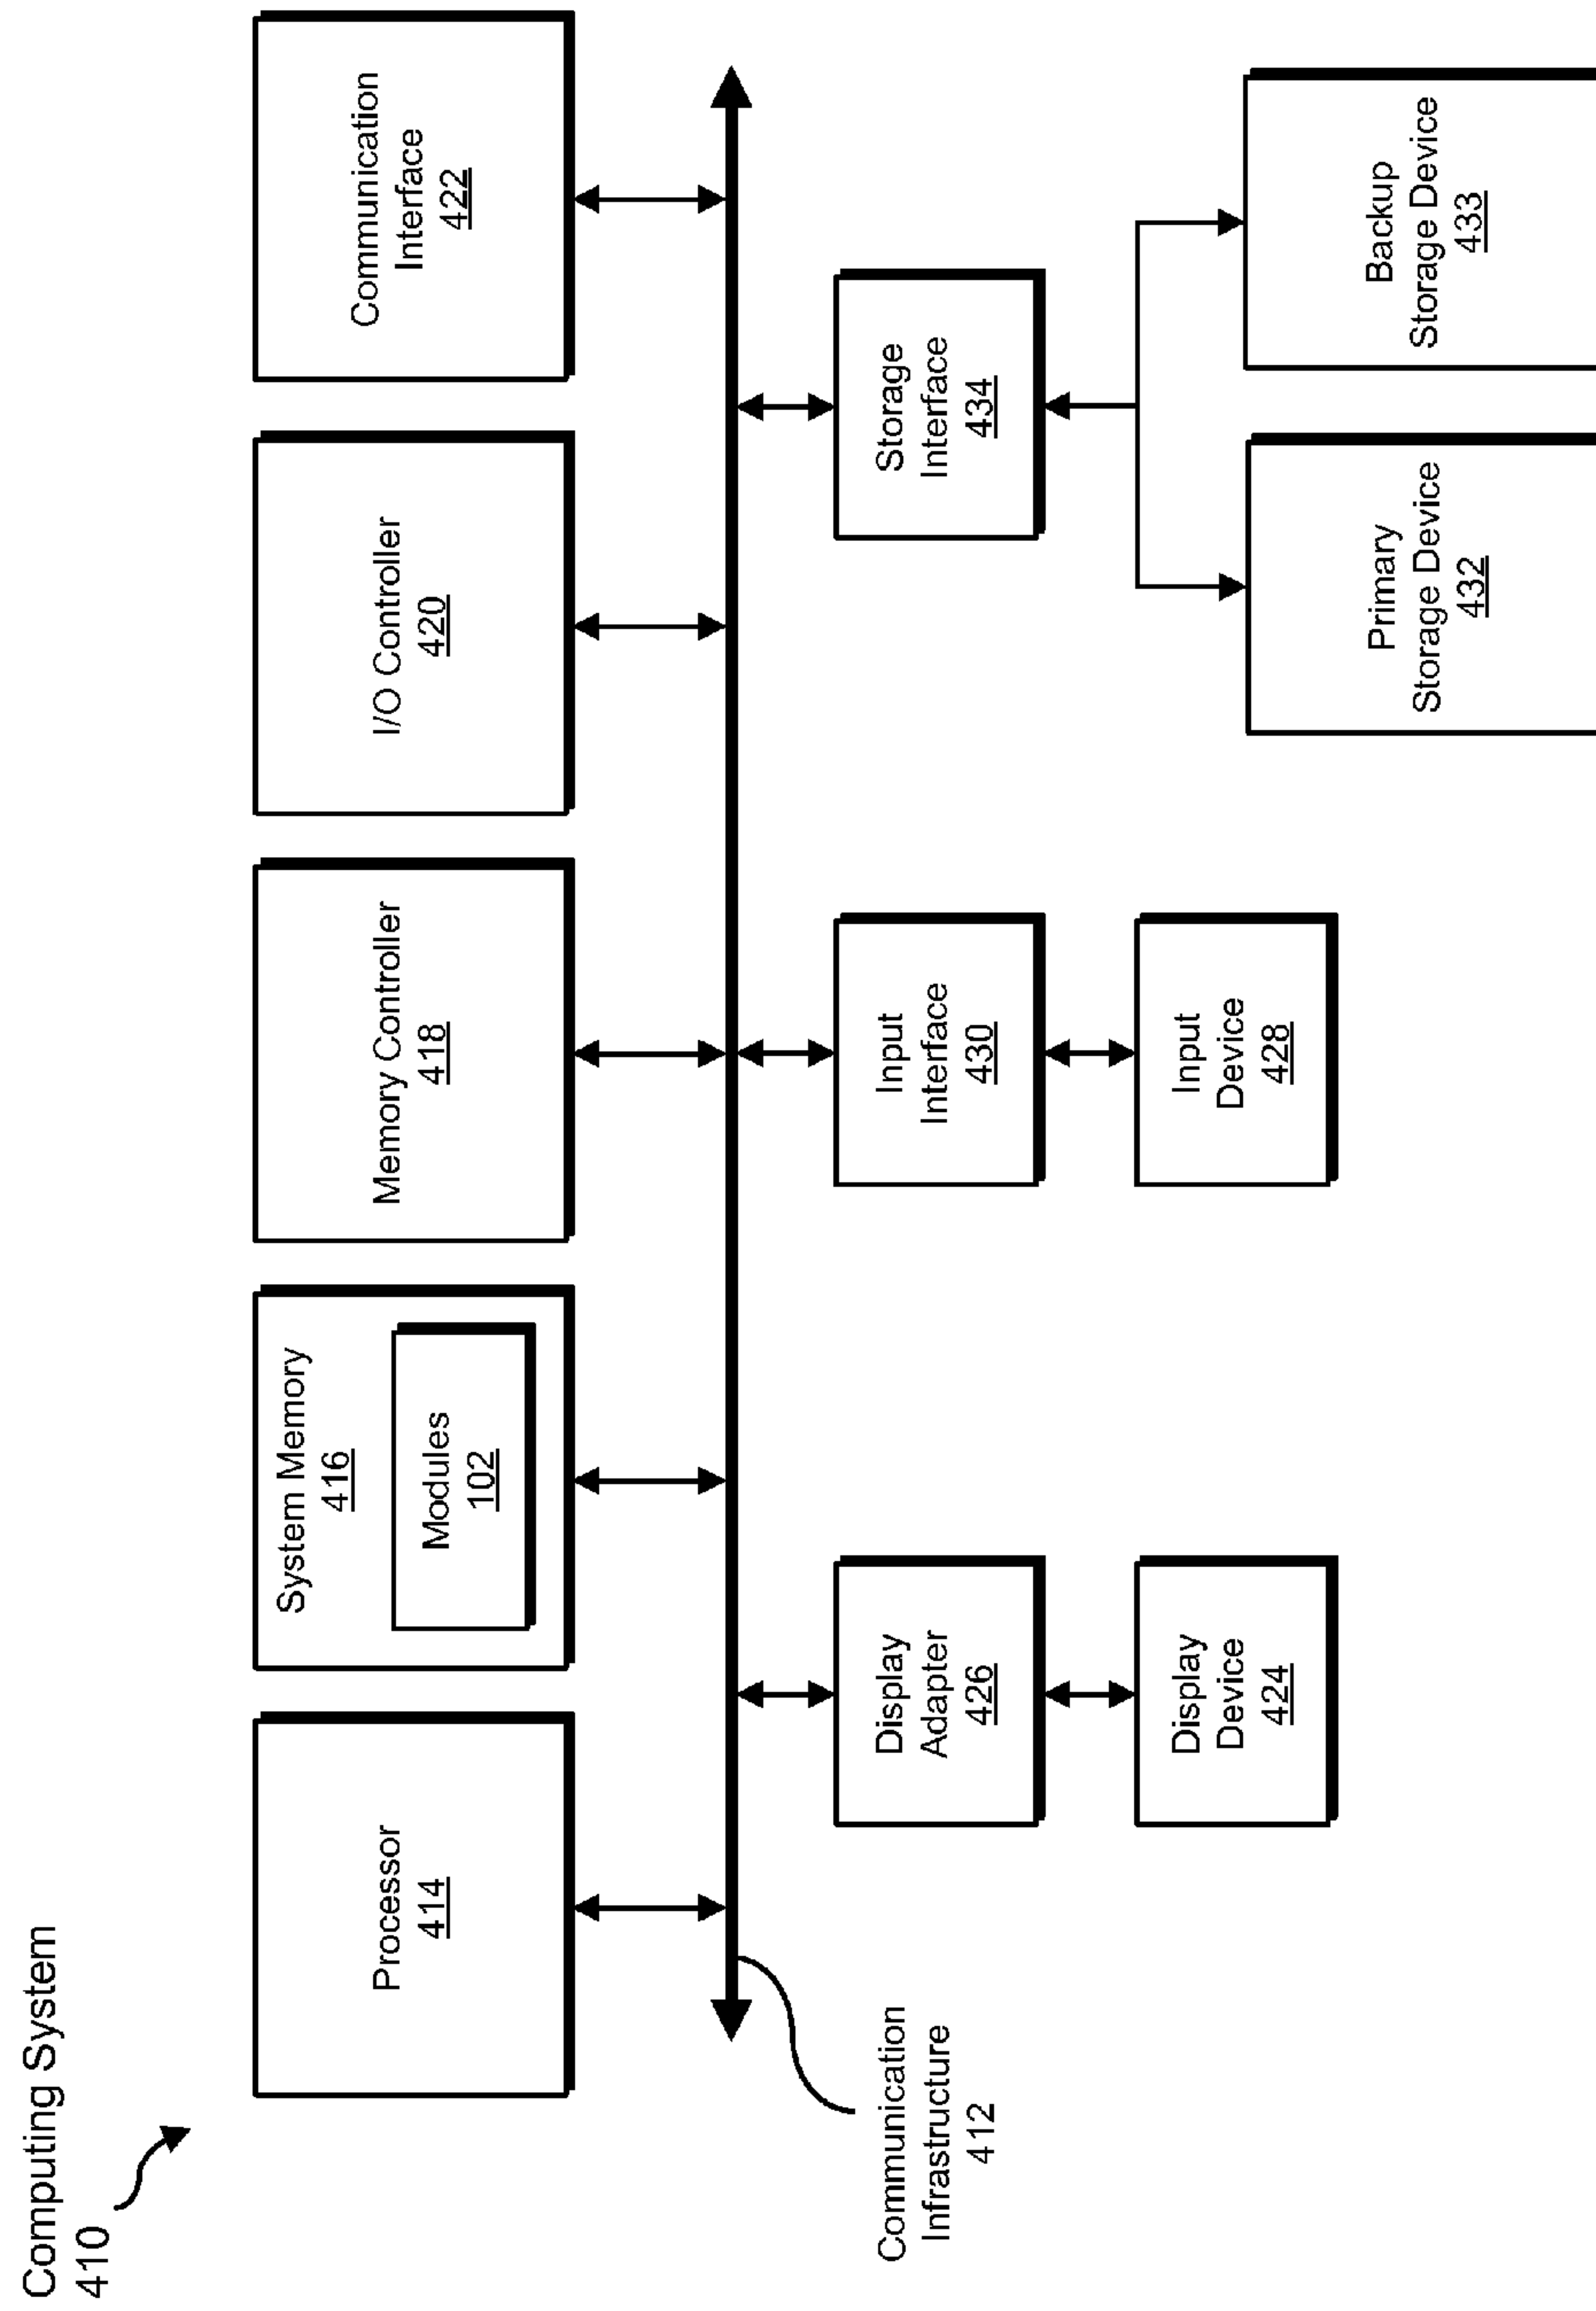 Computing System
410
Processor
414
System Memory
416
Modules
102
Memory Controller
418
I/O Controller
420
Communication
Interface
422
Communication
Infrastructure
412
Display
Adapter
426
Input
Interface
430
Storage
Interface
434
Display
Device
424
Input
Device
428
Primary
Storage Device
432
Backup
Storage Device
433